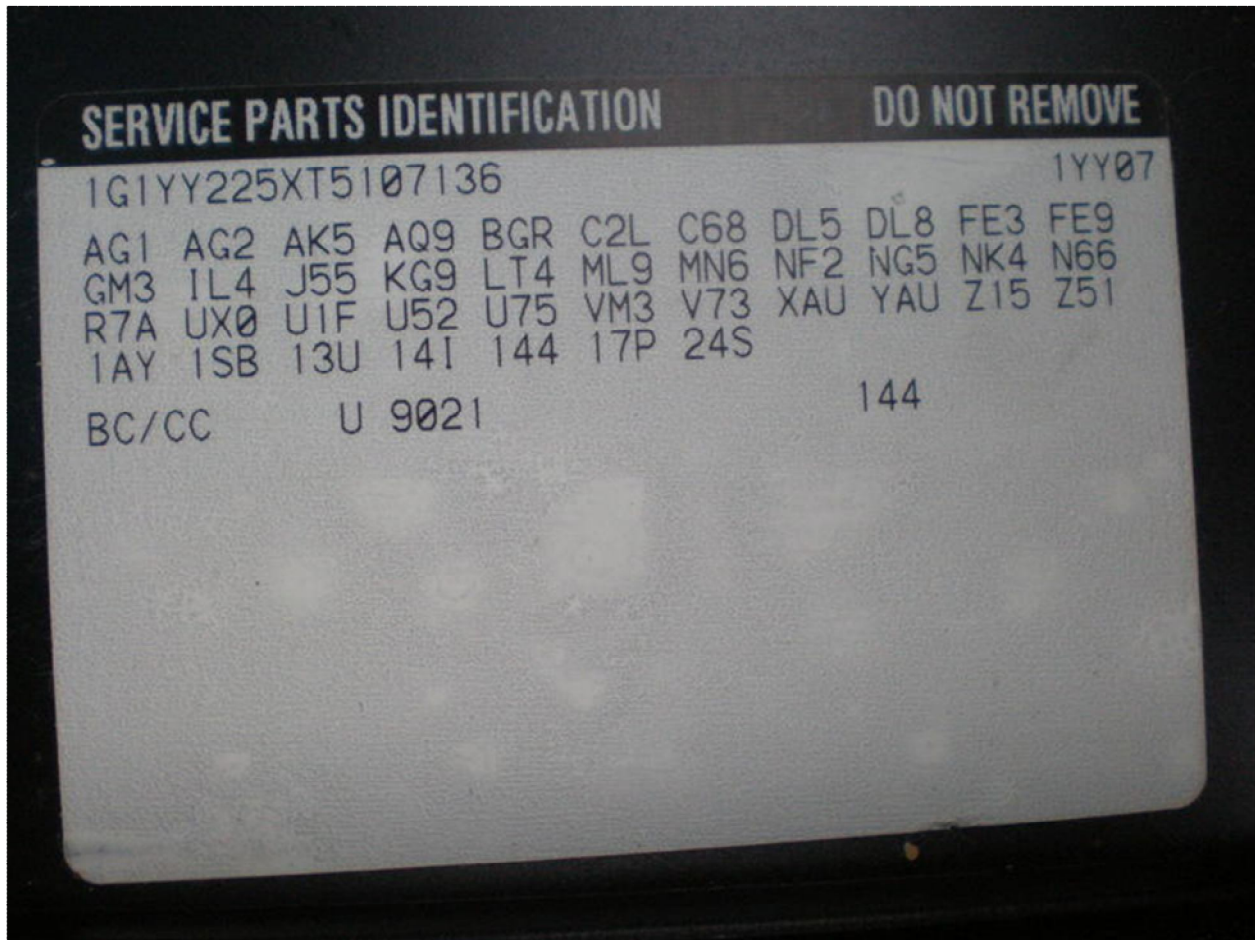 SERVICE PARTS IDENTIFICATION DO NOT REMOVE
1G1YY225XT5107136 1YY07
AG1 AG2 AK5 AQ9 BGR C2L C68 DL5 DL8 FE3 FE9
GM3 IL4 J55 KG9 LT4 ML9 MN6 NF2 NG5 NK4 N66
R7A UX0 U1F U52 U75 VM3 V73 XAU YAU Z15 Z51
1AY 1SB 13U 14I 144 17P 24S
BC/CC U 9021 144